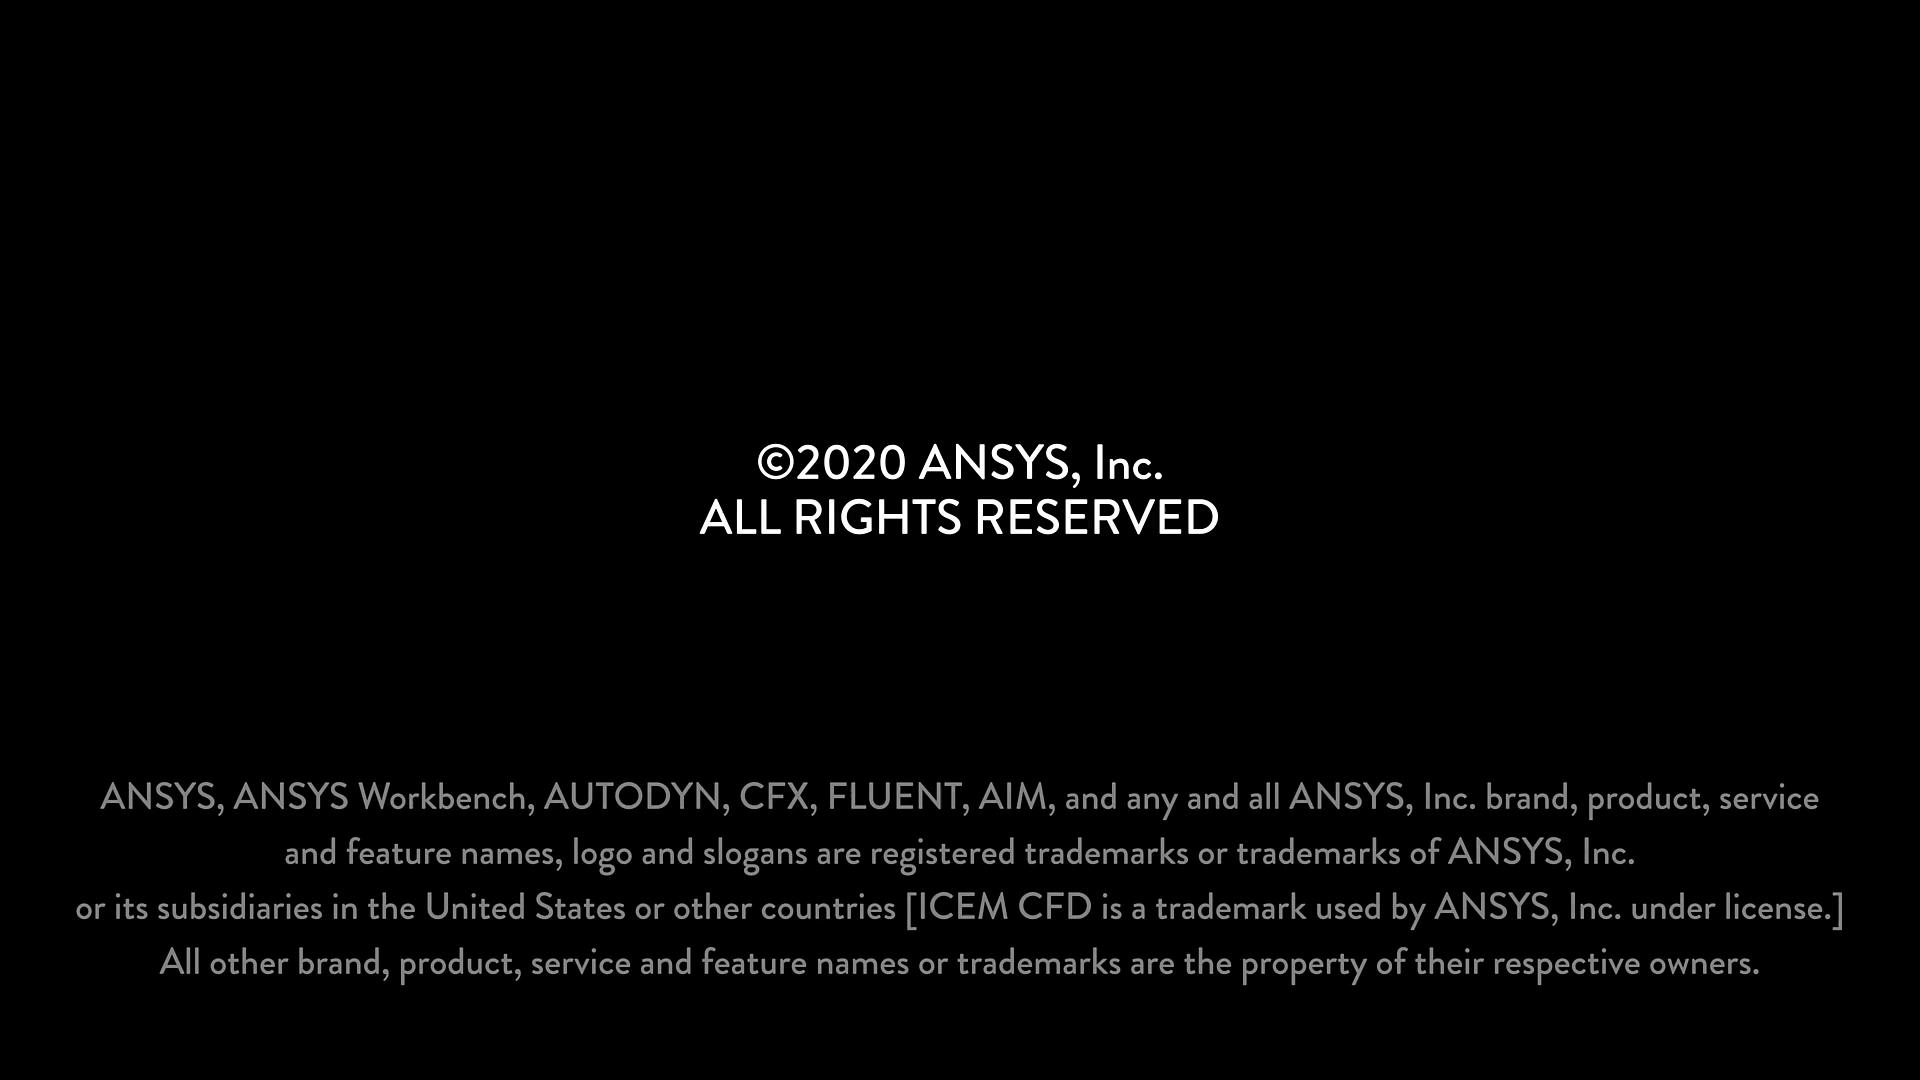 ©2020 ANSYS, Inc.
ALL RIGHTS RESERVED
ANSYS, ANSYS Workbench, AUTODYN, CFX, FLUENT, AIM, and any and all ANSYS, Inc. brand, product, service
and feature names, logo and slogans are registered trademarks or trademarks of ANSYS, Inc.
or its subsidiaries in the United States or other countries [ICEM CFD is a trademark used by ANSYS, Inc. under license.]
All other brand, product, service and feature names or trademarks are the property of their respective owners.